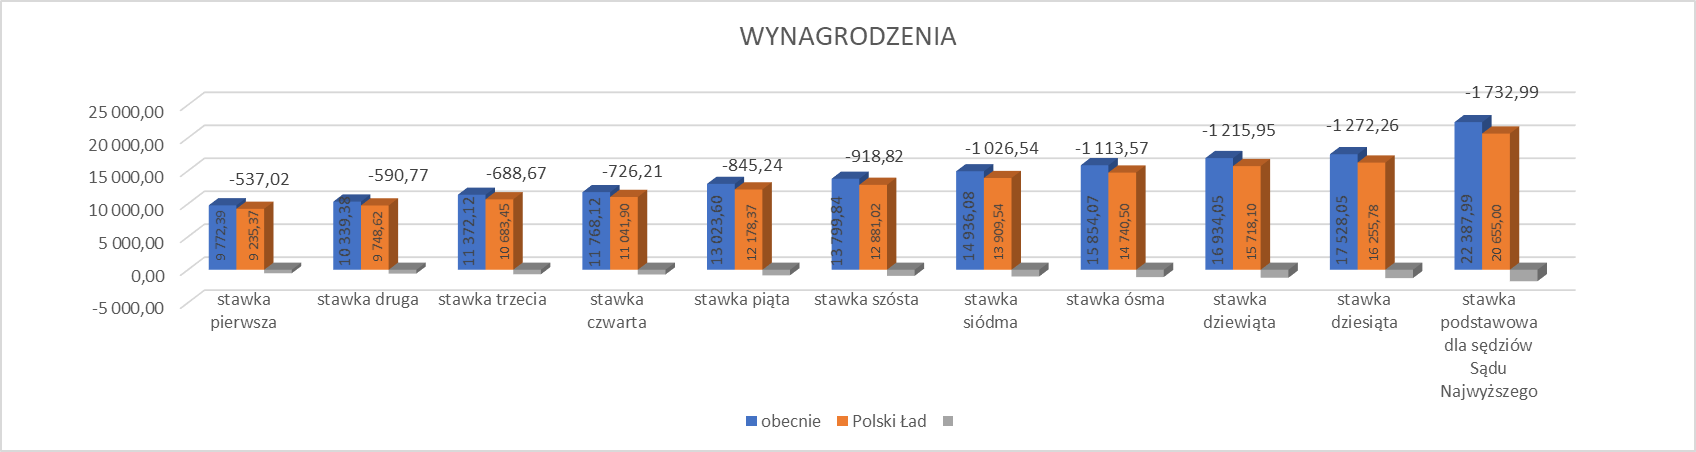 WYNAGRODZENIA
25 000,00
20 000,00
15 000,00
10 000,00
5 000,00
0,00
-5 000,00
-537,02
-590,77
-688,67
-726,21
-845,24
-918,82
-1 026,54
-1 113,57
-1 215,95
-1 272,26
-1 732,99
9 772,39
9 235,37
10 339,38
9 748,62
11 372,12
10 683,45
11 768,12
11 041,90
13 023,60
12 178,37
13 799,84
12 881,02
14 936,08
13 909,54
15 854,07
14 740,50
16 934,05
15 718,10
17 528,05
16 255,78
22 387,99
20 655,00
stawka
pierwsza
stawka druga
stawka trzecia
stawka
czwarta
stawka piąta
stawka szósta
stawka
siódma
stawka ósma
stawka
dziewiąta
stawka
dziesiąta
stawka
podstawowa
dla sędziów
Sądu
Najwyższego
obecnie
Polski Ład